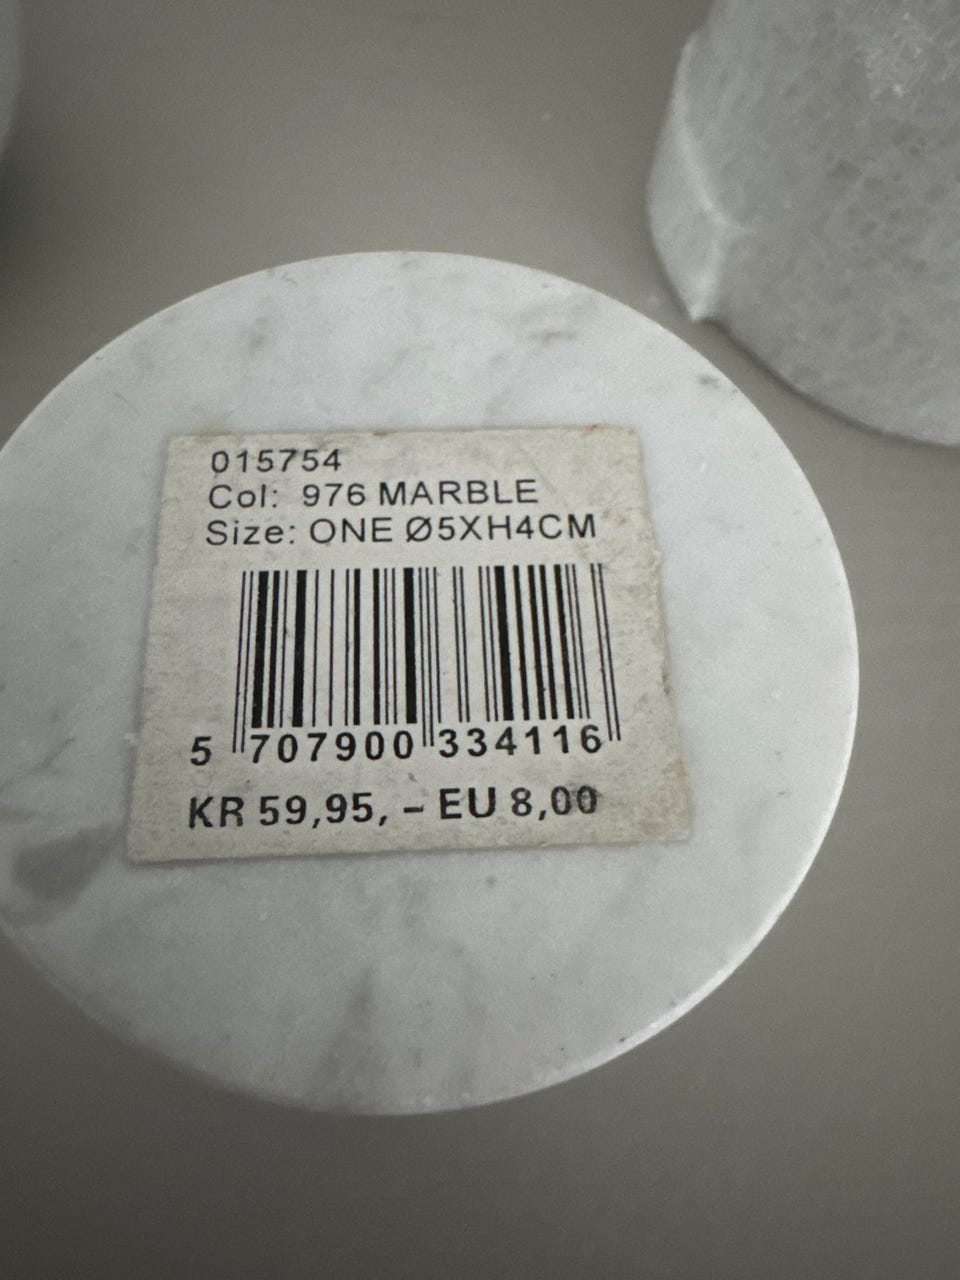 015754
Col: 976 MARBLE
Size: ONE Ø5XH4CM
5 707900 334116
KR 59,95,- EU 8,00